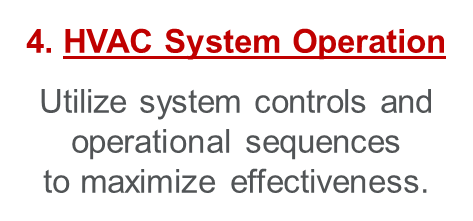 4. HVAC System Operation
Utilize system controls and
operational sequences
to maximize effectiveness.